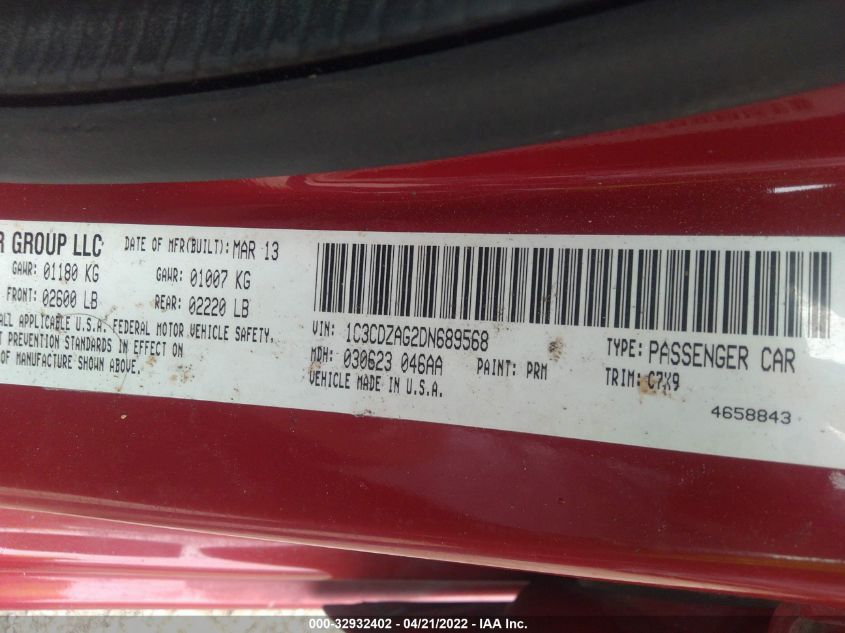 R GROUP LLC DATE OF MFR(BUILT): MAR 13
GAWR: 01180 KG GAWR: 01007 KG
FRONT: 02600 LB REAR: 02220 LB
ALL APPLICABLE U.S.A. FEDERAL MOTOR VEHICLE SAFETY,
T PREVENTION STANDARDS IN EFFECT ON
OF MANUFACTURE SHOWN ABOVE.
VIN: 1C3CDZAG2DN689568
MDH: 030623 046AA PAINT: PRM
VEHICLE MADE IN U.S.A.
TYPE: PASSENGER CAR
TRIM: C7X9
4658843
000-32932402 - 04/21/2022 - IAA Inc.